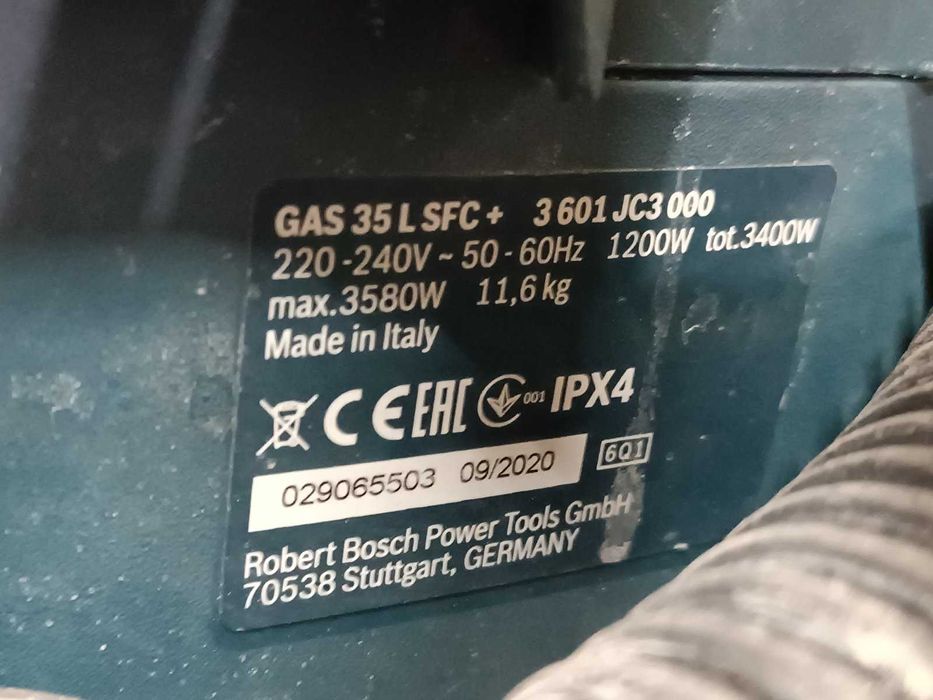 GAS 35 L SFC + 3 601 JC3 000
220 -240V ~ 50 - 60Hz 1200W tot.3400W
max.3580W 11,6 kg
Made in Italy
CE EAC 001 IPX4
029065503 09/2020 6Q1
Robert Bosch Power Tools GmbH
70538 Stuttgart, GERMANY